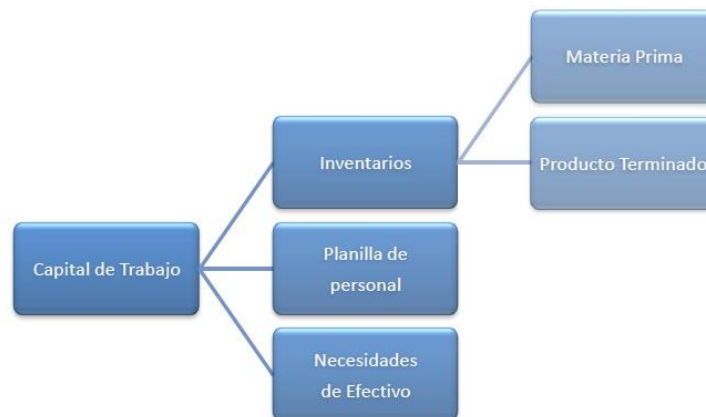 Materia Prima
Inventarios
Producto Terminado
Capital de Trabajo
Planilla de
personal
Necesidades
de Efectivo